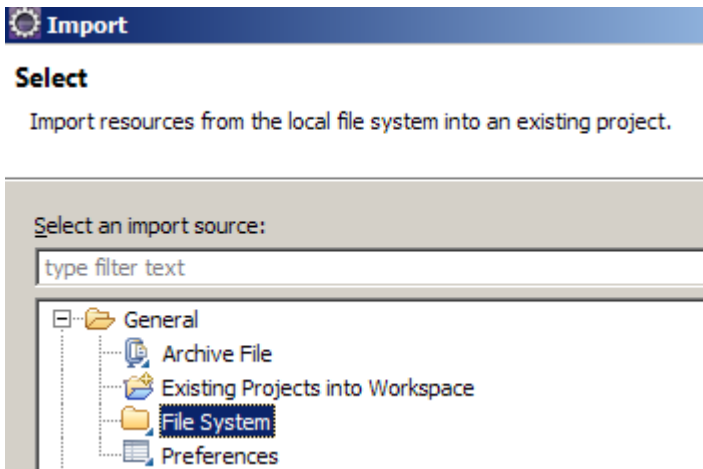 Import
Select
Import resources from the local file system into an existing project.
Select an import source:
type filter text
General
Archive File
Existing Projects into Workspace
File System
Preferences